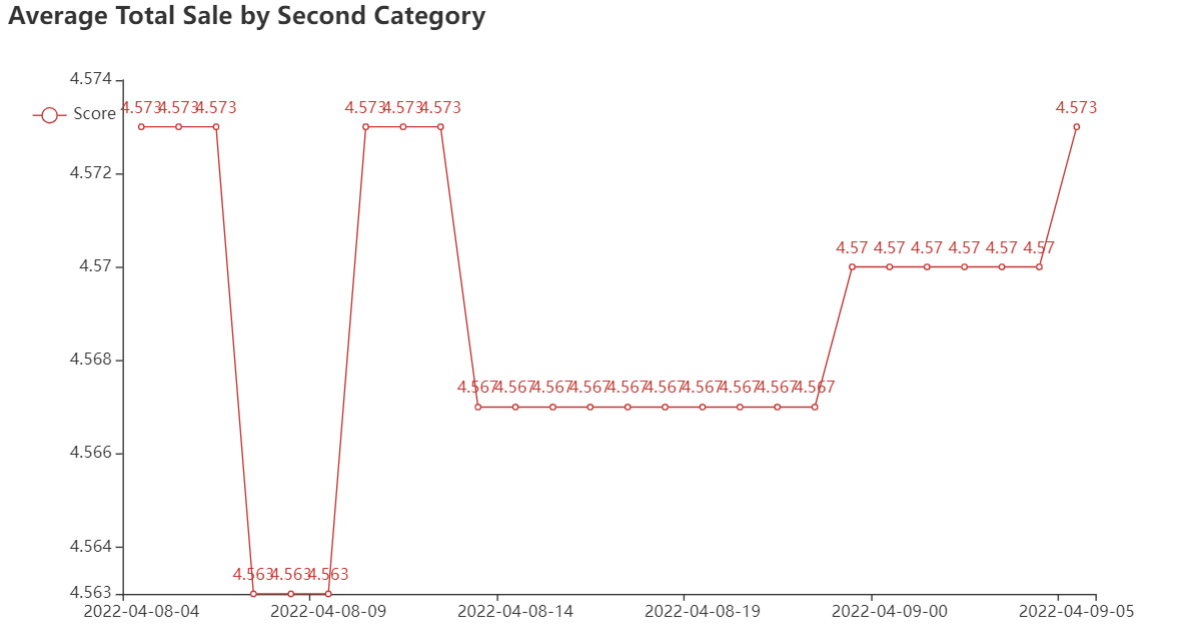 Average Total Sale by Second Category
4.574
Score
4.573 4.573 4.573 4.573 4.573 4.573 4.573
4.572
4.57 4.57 4.57 4.57 4.57 4.57
4.57
4.568
4.567 4.567 4.567 4.567 4.567 4.567 4.567 4.567 4.567 4.567
4.566
4.564
4.563 4.563 4.563
4.563
2022-04-08-04 2022-04-08-09 2022-04-08-14 2022-04-08-19 2022-04-09-00 2022-04-09-05